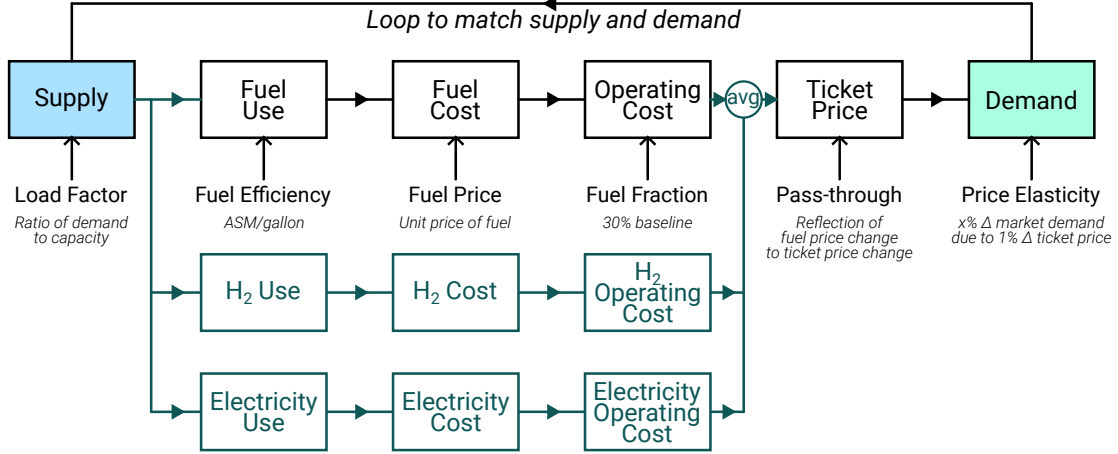 Loop to match supply and demand
Supply
Fuel
Use
Fuel
Cost
Operating
Cost
avg
Ticket
Price
Demand
Load Factor
Ratio of demand
to capacity
Fuel Efficiency
ASM/gallon
Fuel Price
Unit price of fuel
Fuel Fraction
30% baseline
Pass-through
Reflection of
fuel price change
to ticket price change
Price Elasticity
x% Δ market demand
due to 1% Δ ticket price
H₂ Use
H₂ Cost
H₂
Operating
Cost
Electricity
Use
Electricity
Cost
Electricity
Operating
Cost